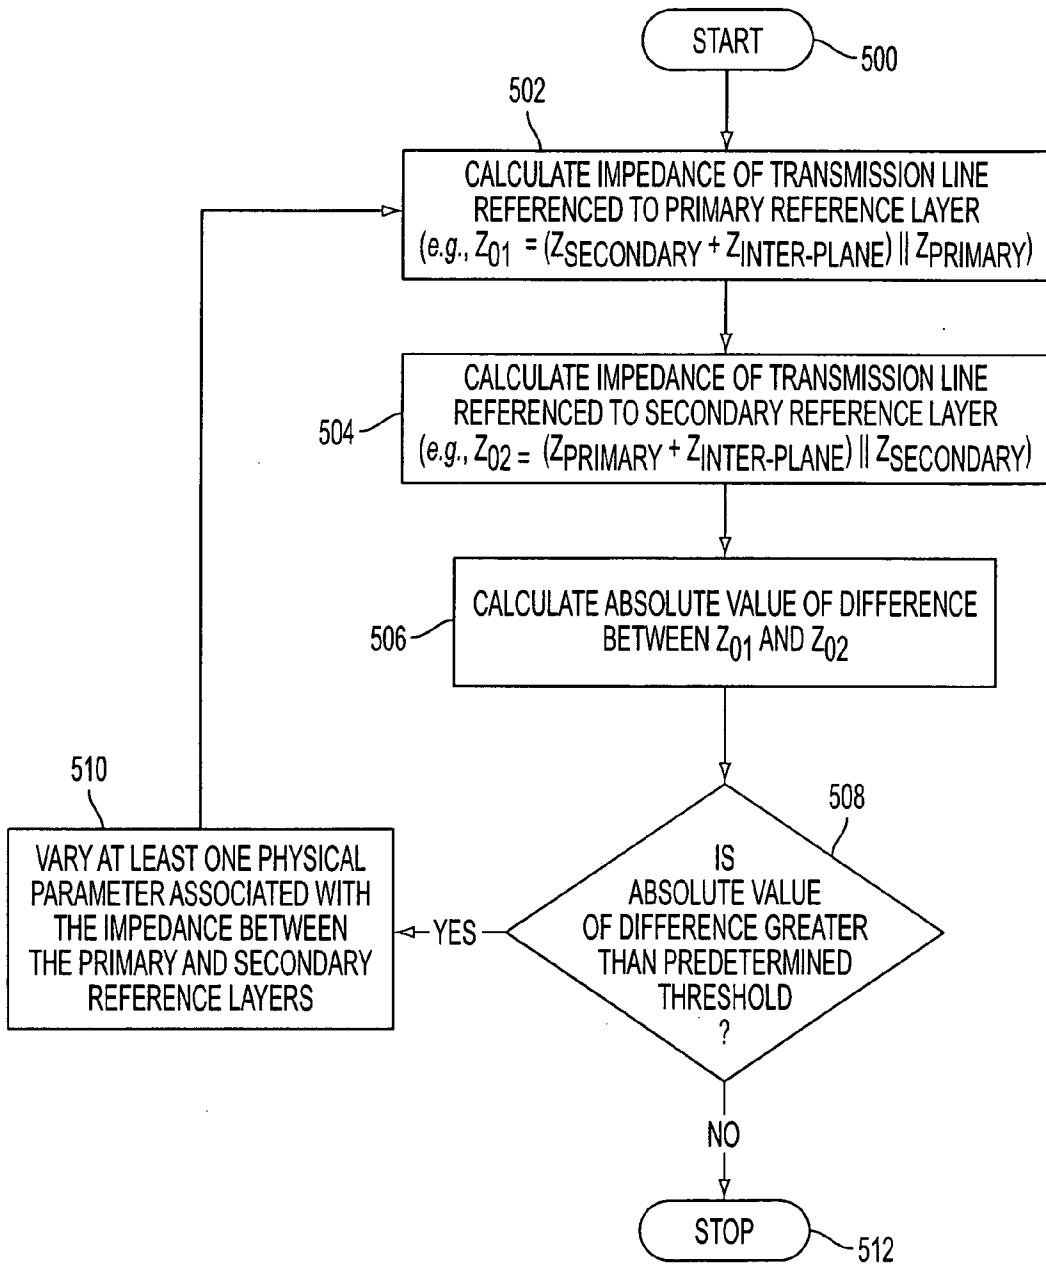 START
500
502
CALCULATE IMPEDANCE OF TRANSMISSION LINE
REFERENCED TO PRIMARY REFERENCE LAYER
(e.g., Z01 = (ZSECONDARY + ZINTER-PLANE) || ZPRIMARY)
CALCULATE IMPEDANCE OF TRANSMISSION LINE
REFERENCED TO SECONDARY REFERENCE LAYER
(e.g., Z02 = (ZPRIMARY + ZINTER-PLANE) || ZSECONDARY)
504
CALCULATE ABSOLUTE VALUE OF DIFFERENCE
BETWEEN Z01 AND Z02
506
508
IS
ABSOLUTE VALUE
OF DIFFERENCE GREATER
THAN PREDETERMINED
THRESHOLD
?
YES
510
VARY AT LEAST ONE PHYSICAL
PARAMETER ASSOCIATED WITH
THE IMPEDANCE BETWEEN
THE PRIMARY AND SECONDARY
REFERENCE LAYERS
NO
STOP
512